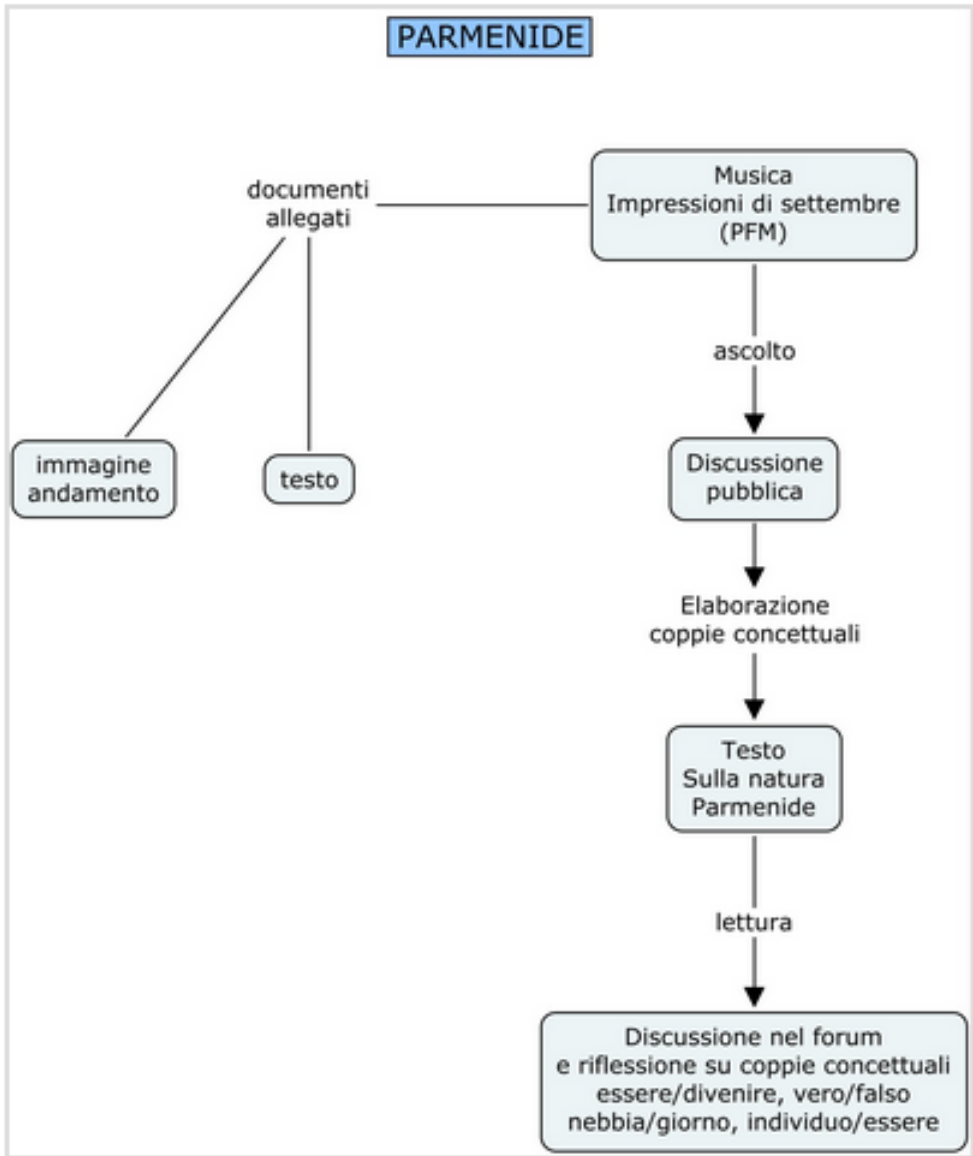 PARMENIDE
documenti
allegati
Musica
Impressioni di settembre
(PFM)
ascolto
immagine
andamento
testo
Discussione
pubblica
Elaborazione
coppie concettuali
Testo
Sulla natura
Parmenide
lettura
Discussione nel forum
e riflessione su coppie concettuali
essere/divenire, vero/falso
nebbia/giorno, individuo/essere